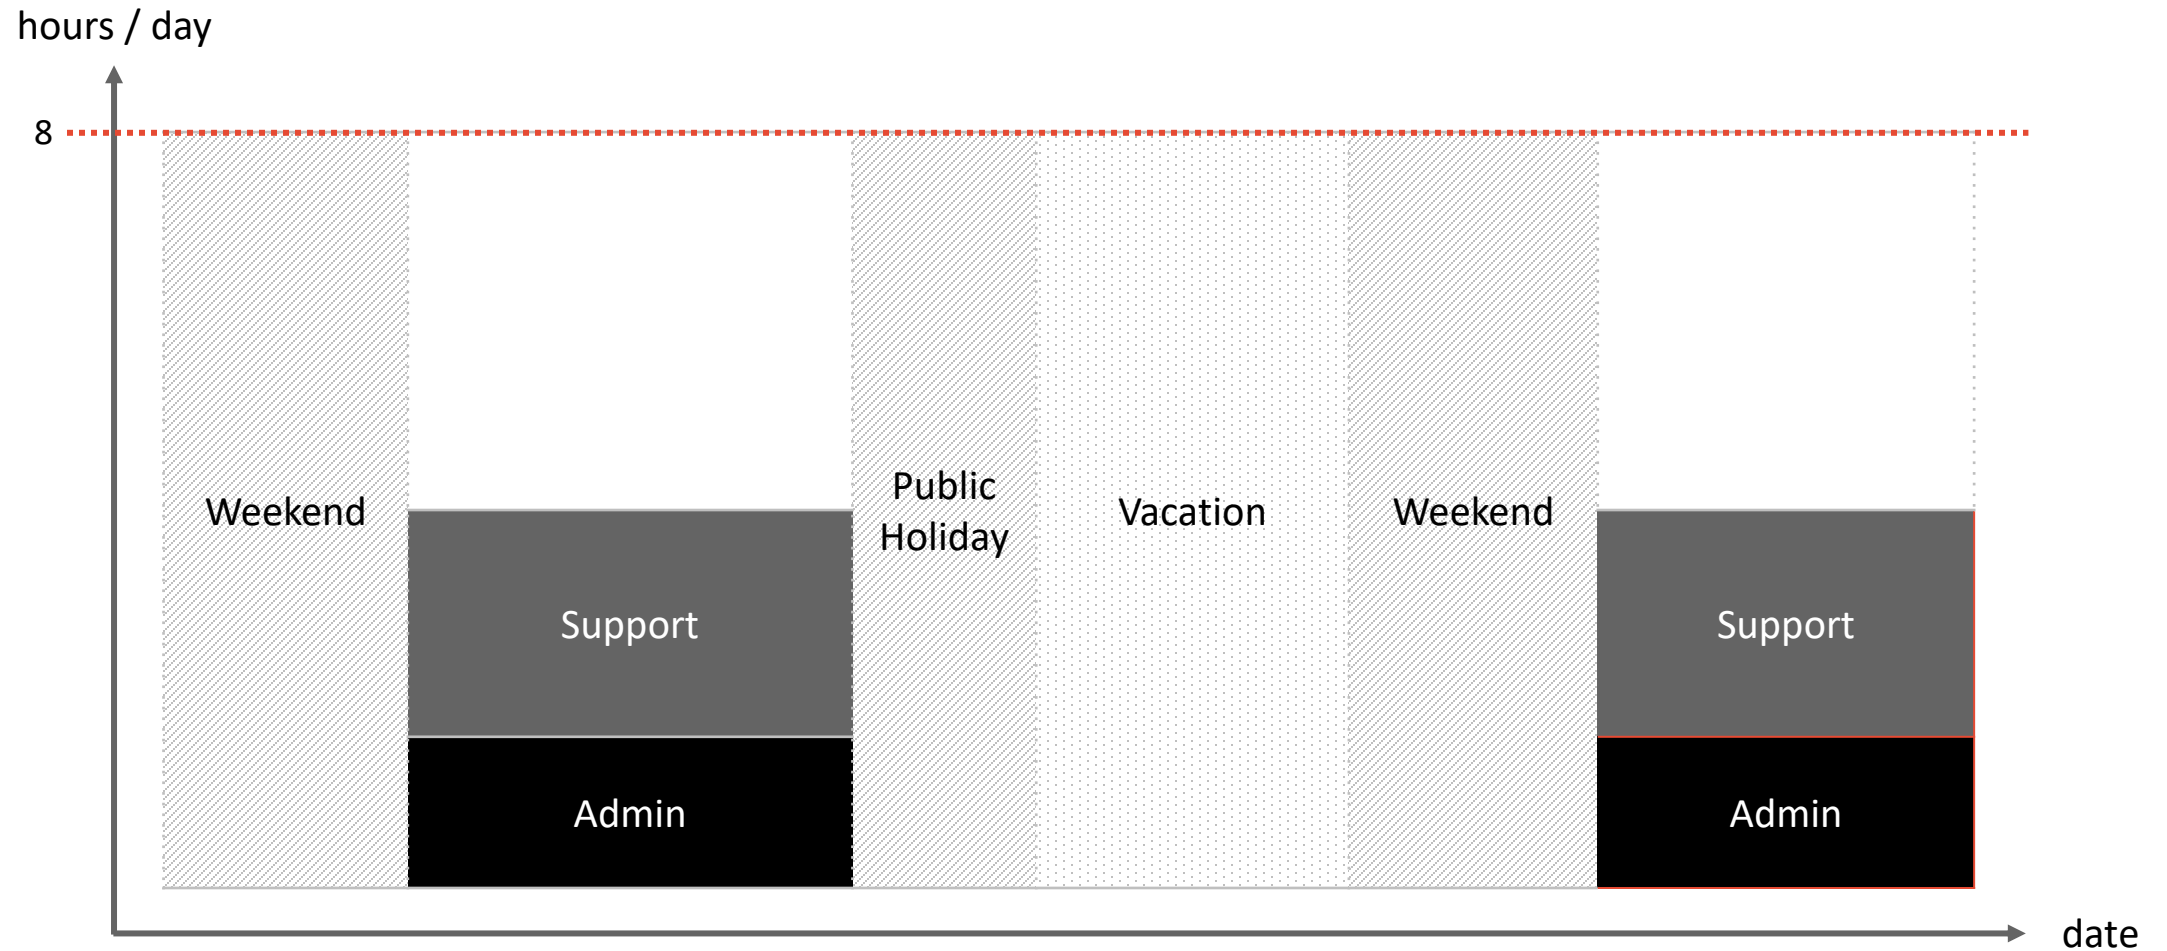 hours / day
8
Weekend
Support
Admin
Public
Holiday
Vacation
Weekend
Support
Admin
date